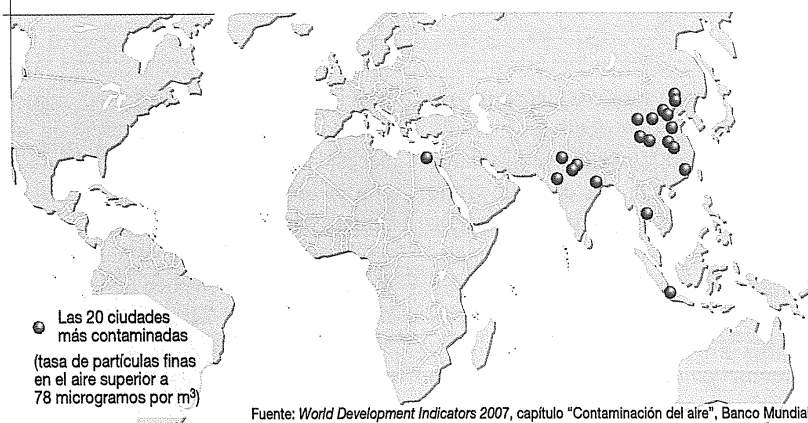 Las 20 ciudades
más contaminadas
(tasa de partículas finas
en el aire superior a
78 microgramos por m³)
Fuente: World Development Indicators 2007, capítulo "Contaminación del aire", Banco Mundial